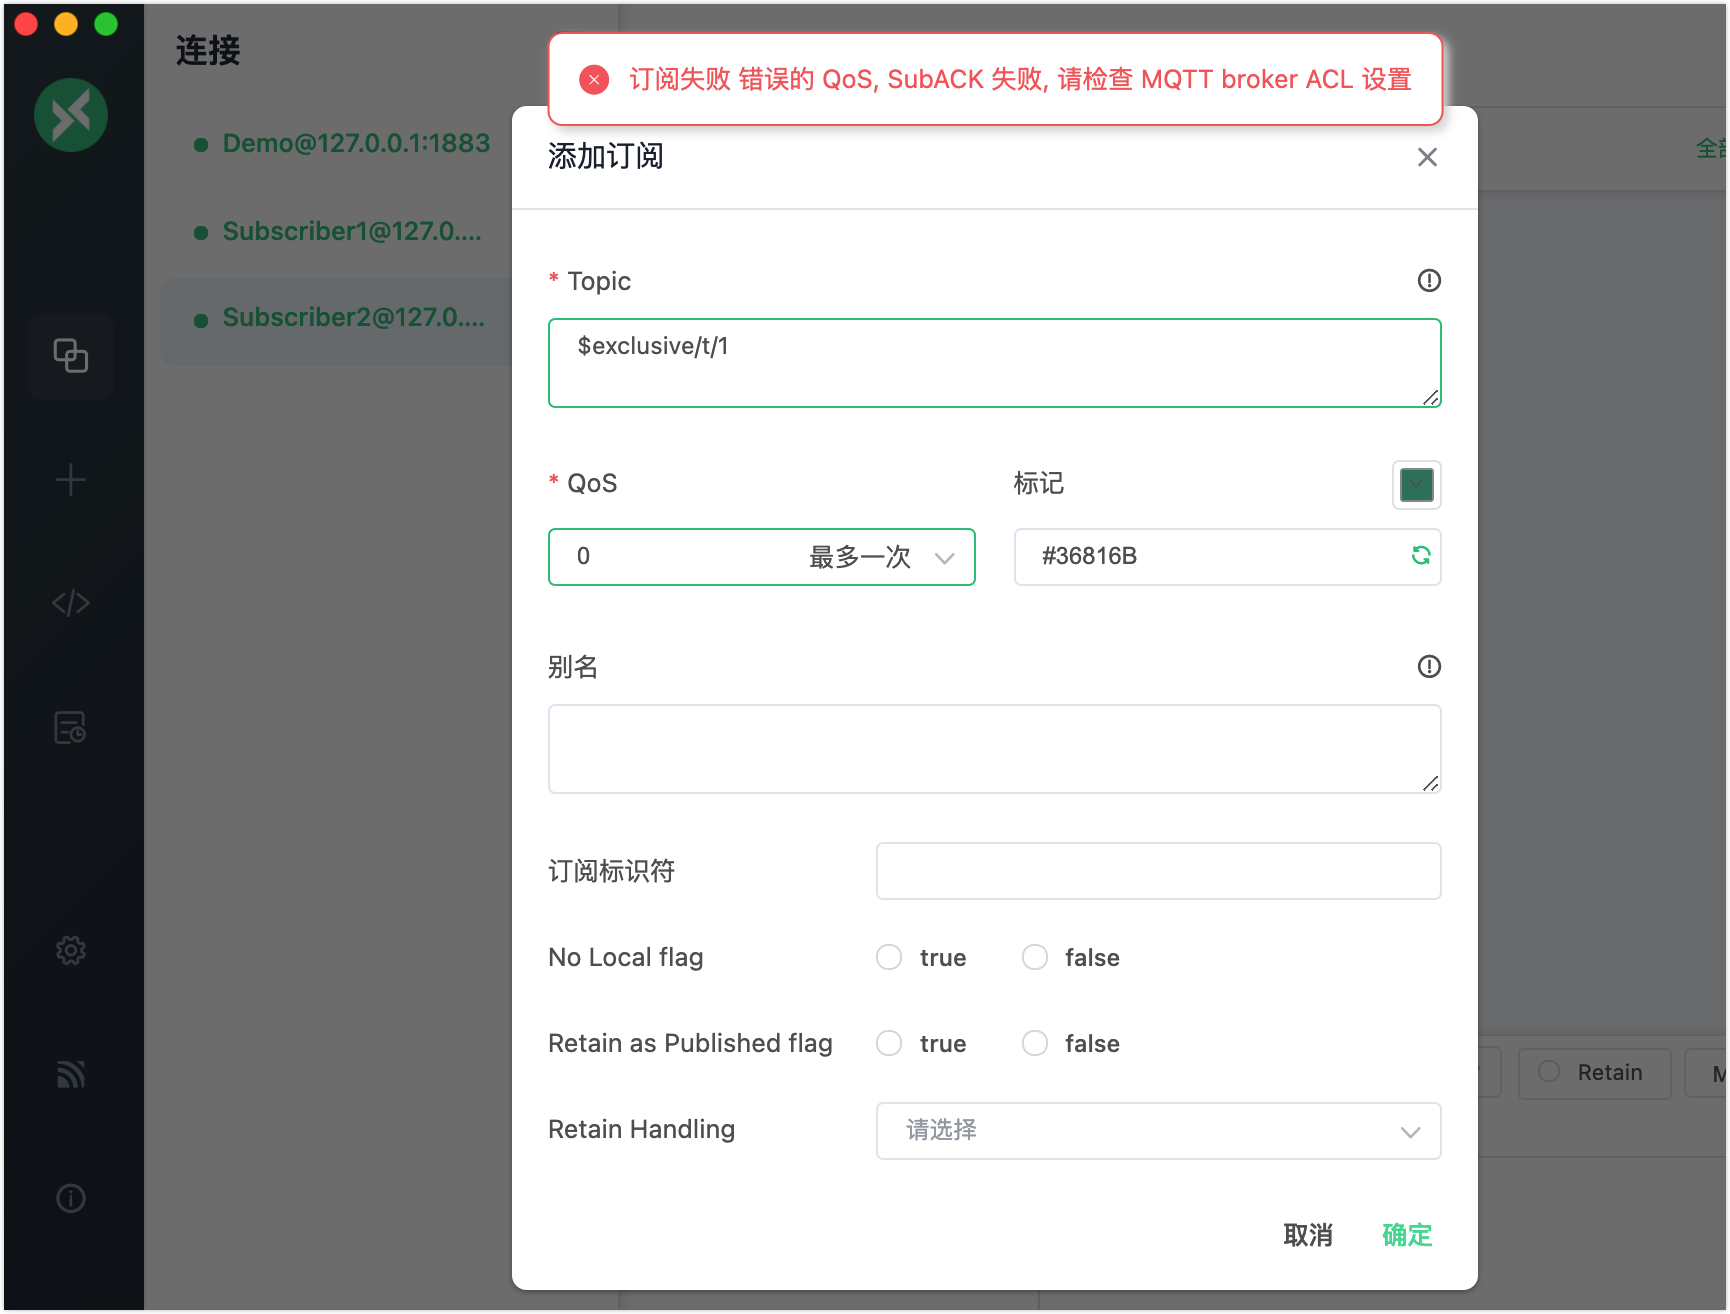 连接
订阅失败 错误的 QoS, SubACK 失败, 请检查 MQTT broker ACL 设置
Demo@127.0.0.1:1883
Subscriber1@127.0....
Subscriber2@127.0....
添加订阅
* Topic
$exclusive/t/1
* QoS
标记
0 最多一次
#36816B
别名
订阅标识符
No Local flag
true
false
Retain as Published flag
true
false
Retain Handling
请选择
取消
确定
全部
Retain